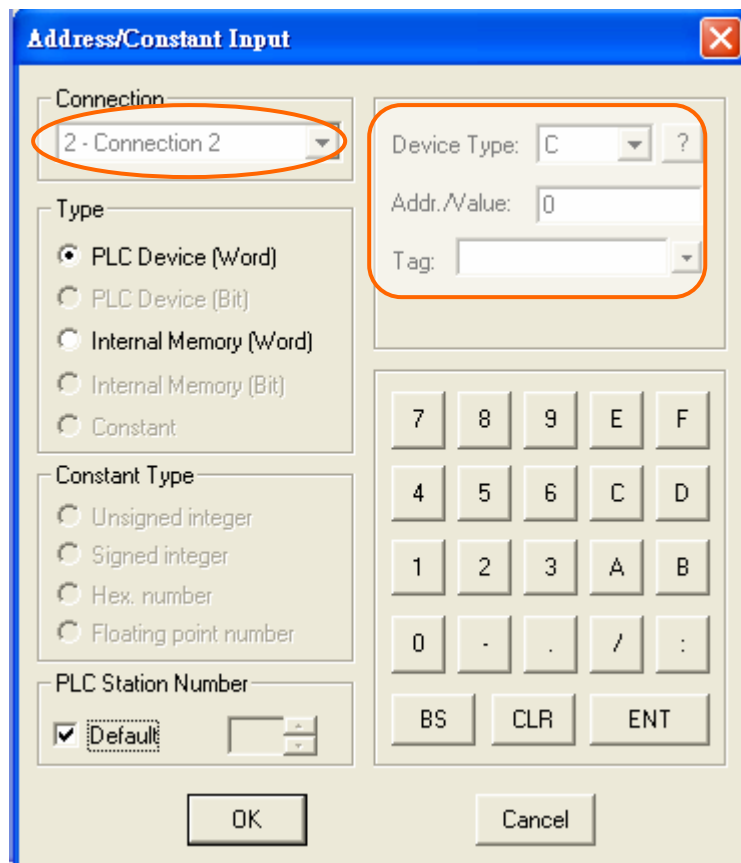 Address/Constant Input
Connection
2 - Connection 2
Type
PLC Device (Word)
PLC Device (Bit)
Internal Memory (Word)
Internal Memory (Bit)
Constant
Constant Type
Unsigned integer
Signed integer
Hex. number
Floating point number
PLC Station Number
Default
Device Type: C ?
Addr./Value: 0
Tag:
7 8 9 E F
4 5 6 C D
1 2 3 A B
0 - . / :
BS CLR ENT
OK Cancel